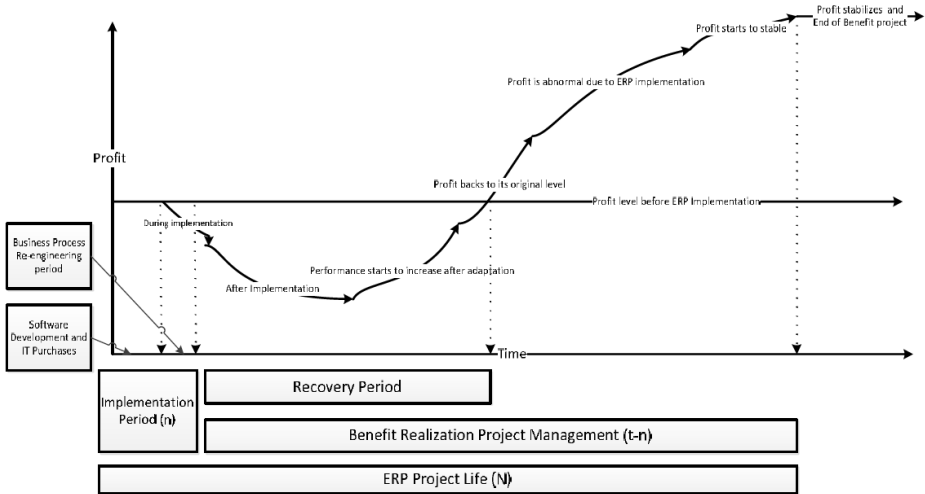 Profit stabilizes and
End of Benefit project
Profit starts to stable
Profit is abnormal due to ERP implementation
Profit
Profit backs to its original level
Profit level before ERP Implementation
During implementation
Business Process
Re-engineering
period
Performance starts to increase after adaptation
After Implementation
Software
Development and
IT Purchases
Time
Implementation
Period (n)
Recovery Period
Benefit Realization Project Management (t-n)
ERP Project Life (N)